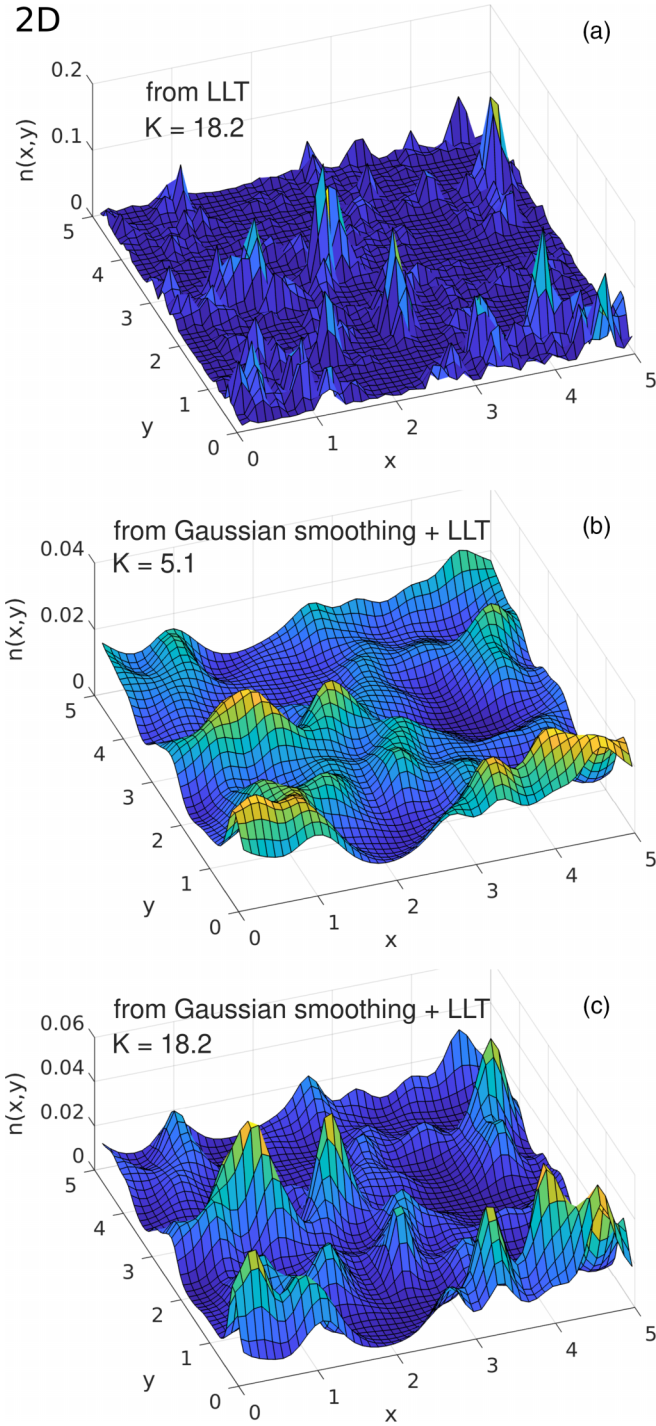 2D
(a)
from LLT
K = 18.2
n(x,y)
0.2
0.1
0
5
4
3
2
1
0
y
0
1
2
3
4
5
x
(b)
from Gaussian smoothing + LLT
K = 5.1
n(x,y)
0.04
0.02
0
5
4
3
2
1
0
y
0
1
2
3
4
5
x
(c)
from Gaussian smoothing + LLT
K = 18.2
n(x,y)
0.06
0.04
0.02
0
5
4
3
2
1
0
y
0
1
2
3
4
5
x